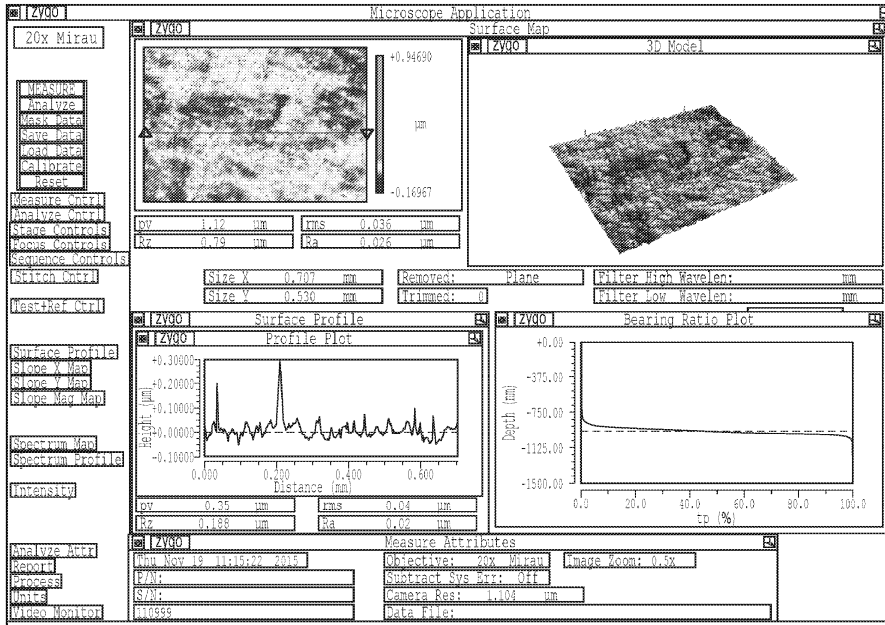 zygo Microscope Application
20x Mirau
MEASURE
Analyze
Mask Data
Save Data
Load Data
Calibrate
Reset
Measure Cntrl
Analyze Cntrl
Stage Controls
Focus Controls
Sequence Controls
Stitch Cntrl
Test+Ref Ctrl
Surface Profile
Slope X Map
Slope Y Map
Slope Mag Map
Spectrum Map
Spectrum Profile
Intensity
Analyze Attr
Report
Process
Units
Video Monitor
zygo Surface Map
+0.94690
µm
-0.16967
zygo 3D Model
pv 1.12 µm rms 0.036 µm
Rz 0.79 µm Ra 0.026 µm
Size X 0.707 mm Removed: Plane Filter High Wavelen: mm
Size Y 0.530 mm Trimmed: 0 Filter Low Wavelen: mm
zygo Surface Profile
zygo Profile Plot
+0.30000
+0.20000
+0.10000
+0.00000
-0.10000
Height (µm)
0.000 0.200 0.400 0.600
Distance (mm)
pv 0.35 µm rms 0.04 µm
Rz 0.188 µm Ra 0.02 µm
zygo Bearing Ratio Plot
+0.00
-375.00
-750.00
-1125.00
-1500.00
Depth (nm)
0.0 20.0 40.0 60.0 80.0 100.0
tp (%)
zygo Measure Attributes
Thu Nov 19 11:15:22 2015 Objective: 20x Mirau Image Zoom: 0.5x
P/N: Subtract Sys Err: Off
S/N: Camera Res: 1.104 µm
110999 Data File: